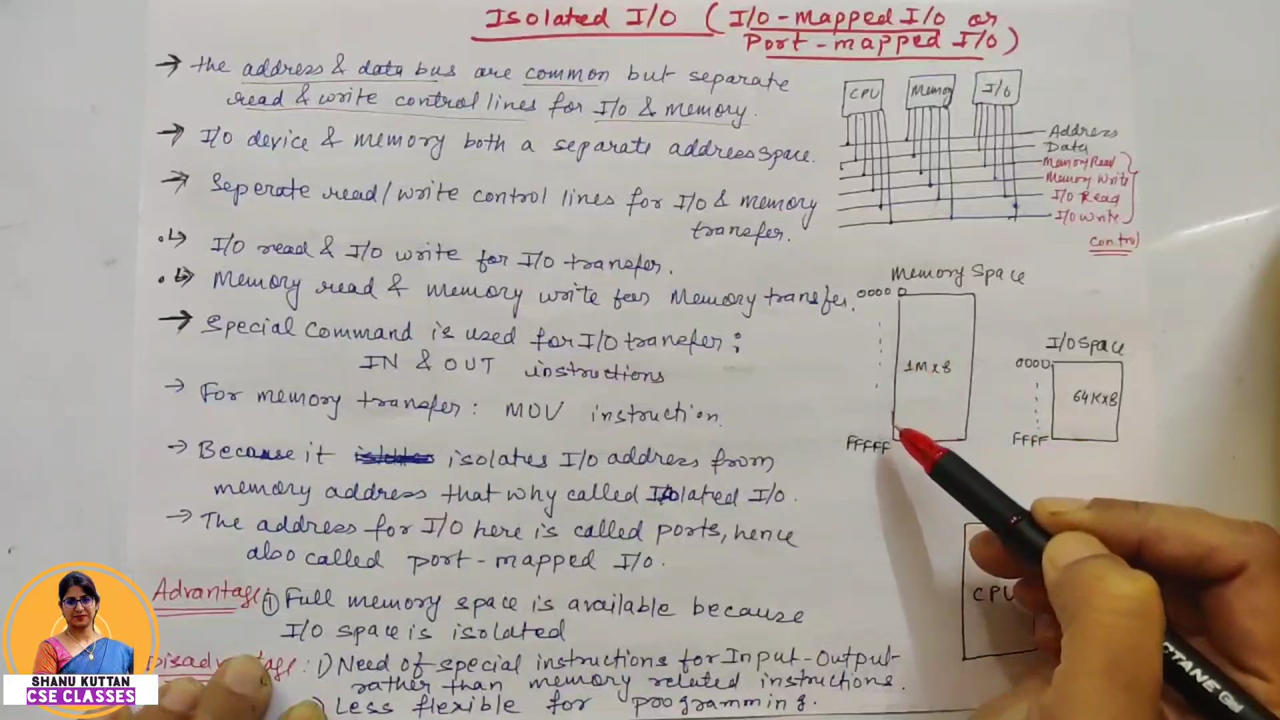 Isolated I/O ( I/O-mapped I/O or
Port-mapped I/O)
→ the address & data bus are common but separate
read & write control lines for I/O & memory.
→ I/O device & memory both a separate address space.
→ Seperate read/write control lines for I/O & memory
transfer.
I/O read & I/O write for I/O transfer.
Memory read & memory write for Memory transfer.
→ Special Command is used for I/O transfer:
IN & OUT instructions
→ For memory transfer: MOV instruction.
→ Because it isolates I/O address from
memory address that why called Isolated I/O.
→ The address for I/O here is called ports, hence
also called port-mapped I/O.
Advantage: ① Full memory space is available because
I/O space is isolated
Disadvantage: 1) Need of special instructions for Input-Output
rather than memory related instructions.
Less flexible for programming.
CPU
Memory
I/O
Address
Data
Memory Read
Memory Write
I/O Read
I/O Write
Control
Memory Space
00000
1M×8
FFFFF
I/O Space
0000
64K×8
FFFF
CPU
SHANU KUTTAN
CSE CLASSES